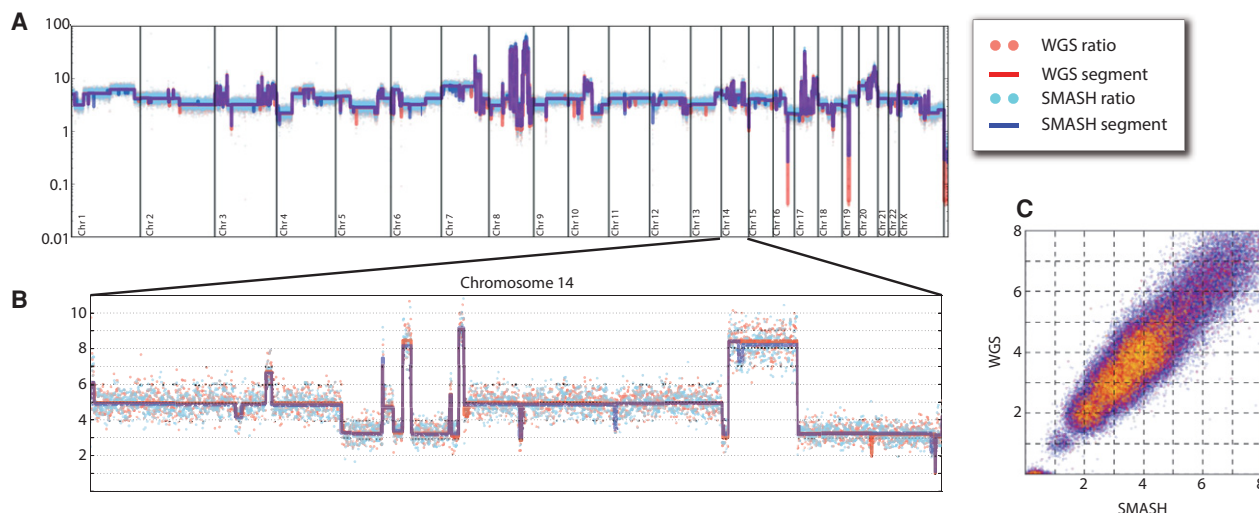 A
100
10
1
0.1
0.01
Chr 1
Chr 2
Chr 3
Chr 4
Chr 5
Chr 6
Chr 7
Chr 8
Chr 9
Chr 10
Chr 11
Chr 12
Chr 13
Chr 14
Chr 15
Chr 16
Chr 17
Chr 18
Chr 19
Chr 20
Chr 21
Chr 22
Chr X
WGS ratio
WGS segment
SMASH ratio
SMASH segment
B
Chromosome 14
10
8
6
4
2
C
8
6
4
2
WGS
2
4
6
8
SMASH